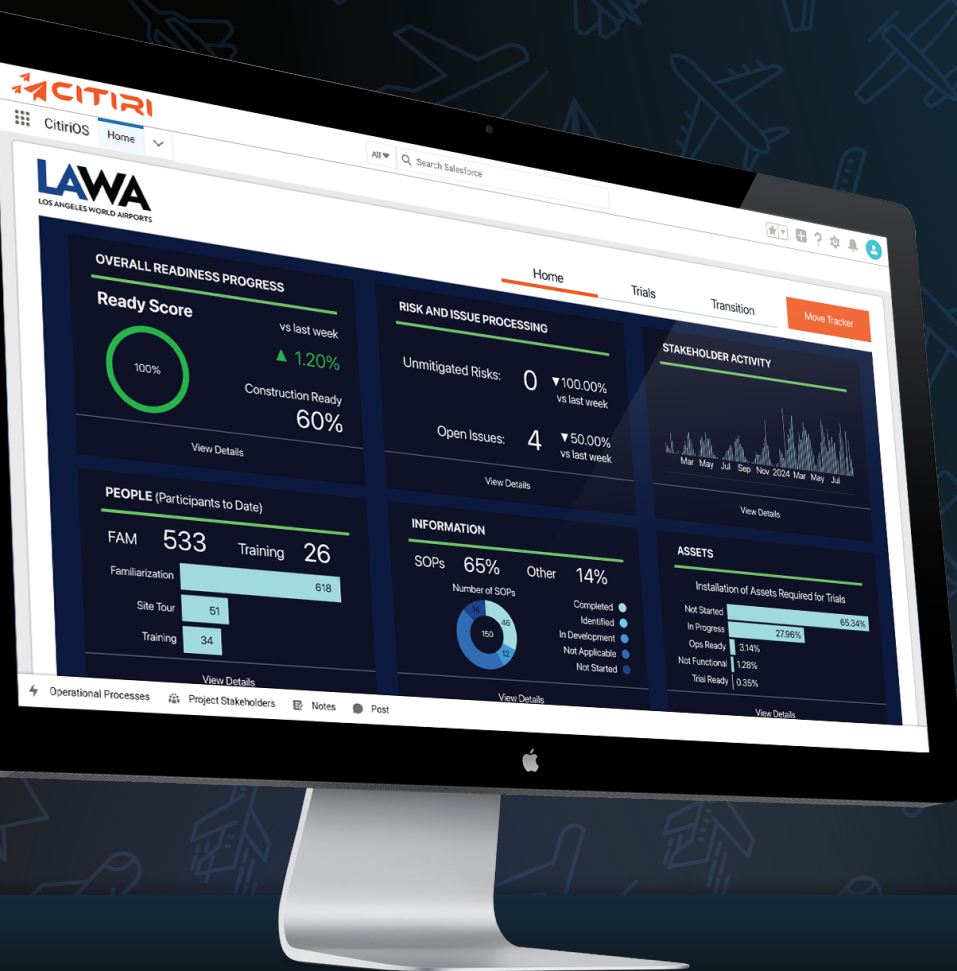 CITIRI
CitiriOS Home
All Search Salesforce
LAWA
LOS ANGELES WORLD AIRPORTS
Home Trials Transition Move Tracker
OVERALL READINESS PROGRESS
Ready Score
vs last week
100%
▲ 1.20%
Construction Ready
60%
View Details
RISK AND ISSUE PROCESSING
Unmitigated Risks: 0 ▼100.00%
vs last week
Open Issues: 4 ▼50.00%
vs last week
View Details
STAKEHOLDER ACTIVITY
Mar May Jul Sep Nov 2024 Mar May Jul
View Details
PEOPLE (Participants to Date)
FAM 533 Training 26
Familiarization 618
Site Tour 51
Training 34
View Details
INFORMATION
SOPs 65% Other 14%
Number of SOPs
14
46
150
12
Completed
Identified
In Development
Not Applicable
Not Started
View Details
ASSETS
Installation of Assets Required for Trials
Not Started 65.34%
In Progress 27.96%
Ops Ready 3.14%
Not Functional 1.28%
Trial Ready 0.35%
View Details
Operational Processes Project Stakeholders Notes Post